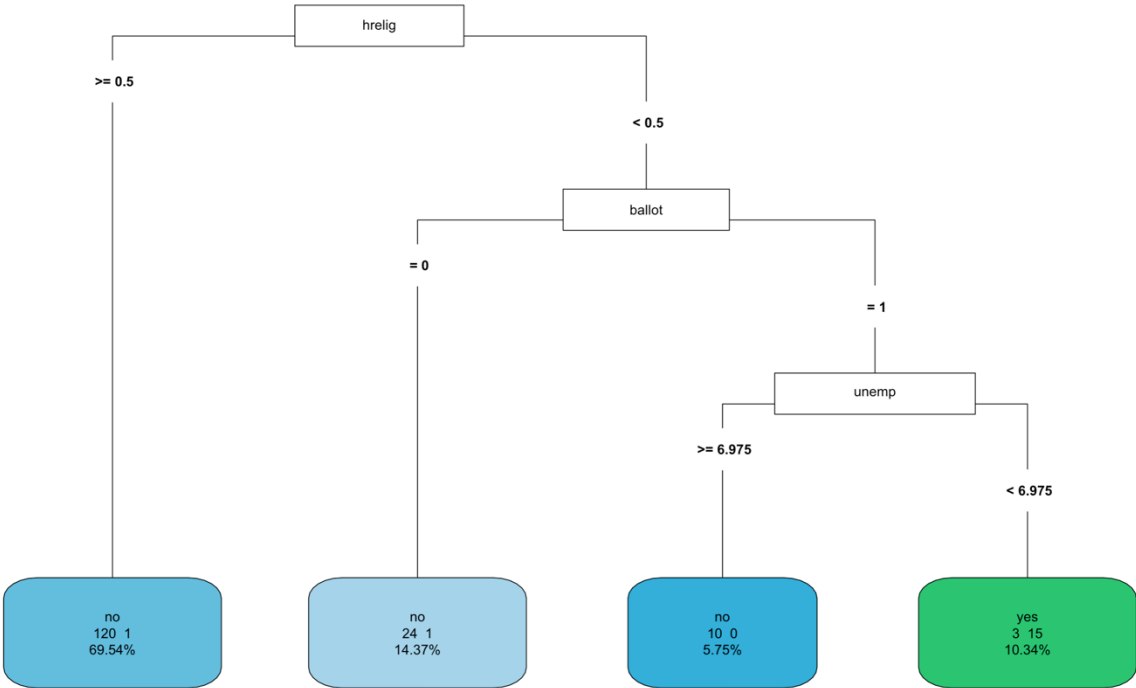 hrelig
>= 0.5
< 0.5
ballot
= 0
= 1
unemp
>= 6.975
< 6.975
no
120 1
69.54%
no
24 1
14.37%
no
10 0
5.75%
yes
3 15
10.34%